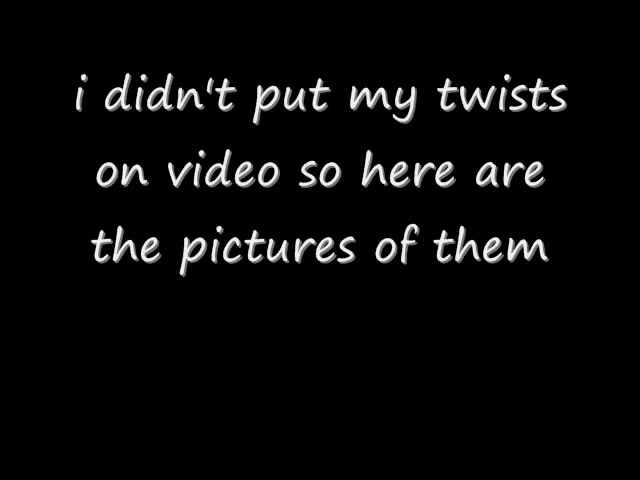 i didn't put my twists
on video so here are
the pictures of them